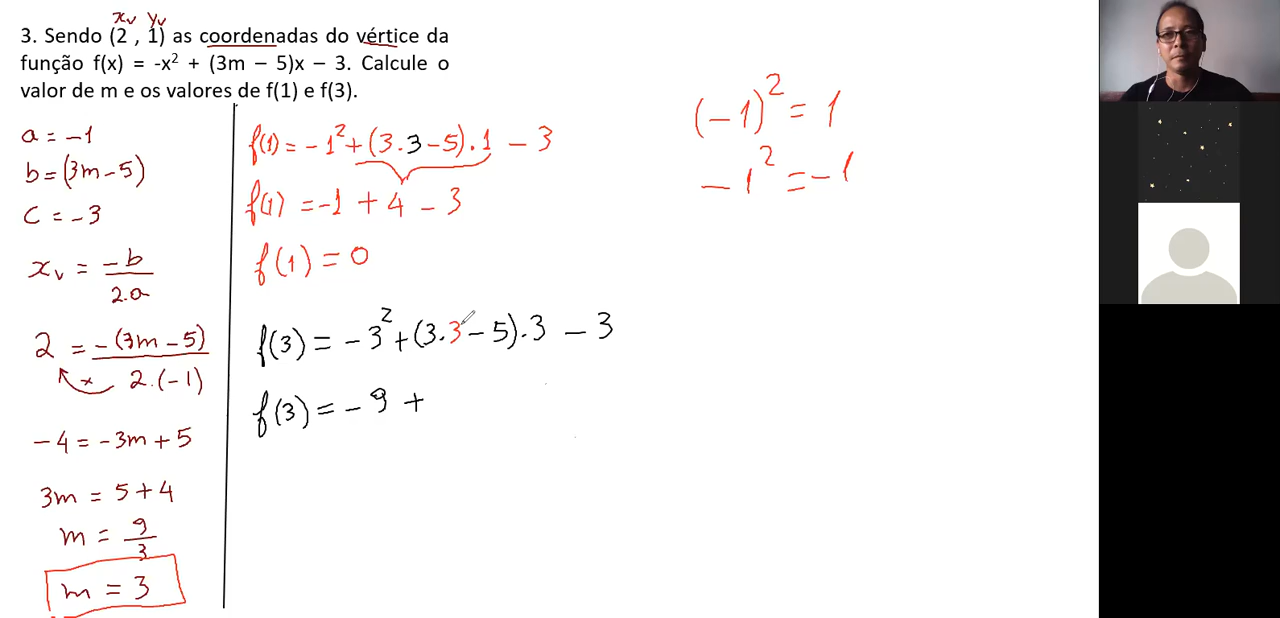 xᵥ yᵥ
3. Sendo (2 , 1) as coordenadas do vértice da
função f(x) = -x² + (3m – 5)x – 3. Calcule o
valor de m e os valores de f(1) e f(3).
a = -1
b = (3m - 5)
c = -3
xᵥ = -b
2.a
2 = -(3m - 5)
x 2.(-1)
-4 = -3m + 5
3m = 5 + 4
m = 9
3
m = 3
f(1) = -1² + (3.3 - 5).1 - 3
f(1) = -1 + 4 - 3
f(1) = 0
f(3) = -3² + (3.3 - 5).3 - 3
f(3) = -9 +
(-1)² = 1
-1² = -1